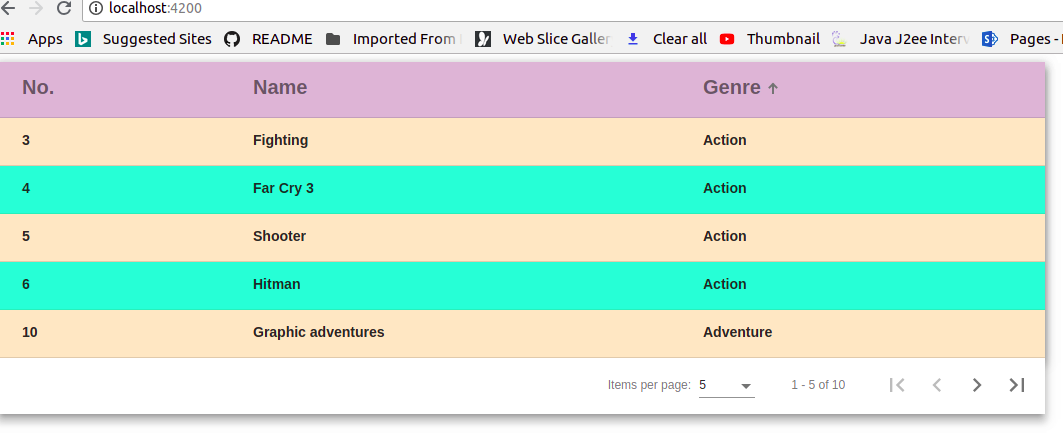 localhost:4200
Apps Suggested Sites README Imported From Web Slice Galler Clear all Thumbnail Java J2ee Interv Pages -
No. Name Genre
3 Fighting Action
4 Far Cry 3 Action
5 Shooter Action
6 Hitman Action
10 Graphic adventures Adventure
Items per page: 5 1 - 5 of 10